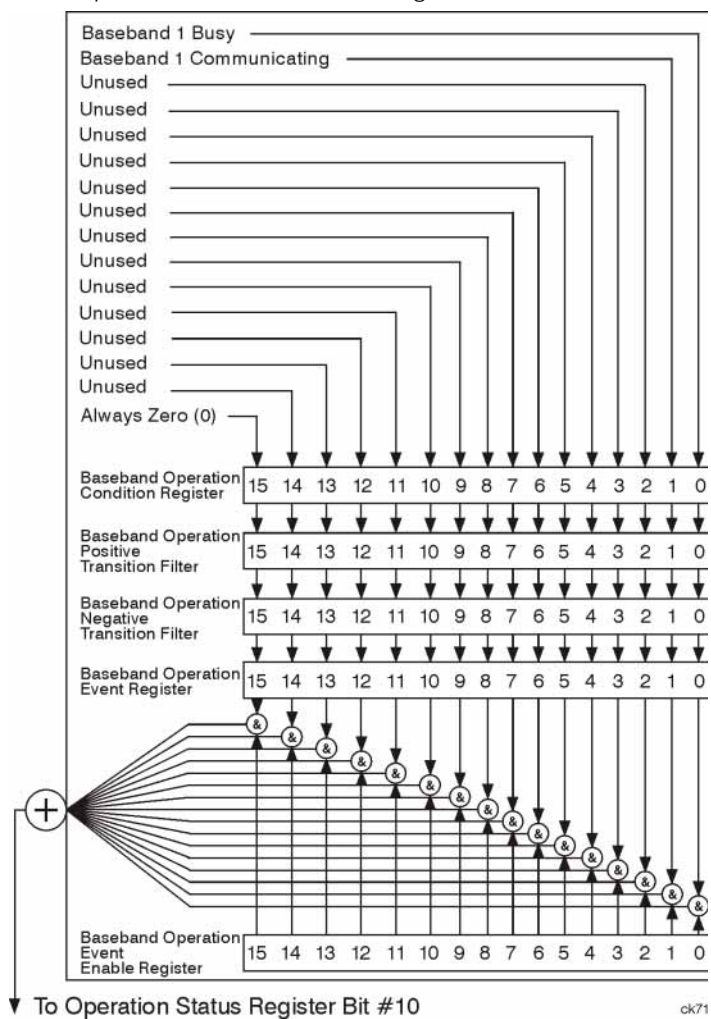 Baseband 1 Busy
Baseband 1 Communicating
Unused
Unused
Unused
Unused
Unused
Unused
Unused
Unused
Unused
Unused
Unused
Unused
Unused
Always Zero (0)
Baseband Operation
Condition Register
15 14 13 12 11 10 9 8 7 6 5 4 3 2 1 0
Baseband Operation
Positive
Transition Filter
15 14 13 12 11 10 9 8 7 6 5 4 3 2 1 0
Baseband Operation
Negative
Transition Filter
15 14 13 12 11 10 9 8 7 6 5 4 3 2 1 0
Baseband Operation
Event Register
15 14 13 12 11 10 9 8 7 6 5 4 3 2 1 0
& & & & & & & & & & & & & & & &
+
Baseband Operation
Event
Enable Register
15 14 13 12 11 10 9 8 7 6 5 4 3 2 1 0
To Operation Status Register Bit #10